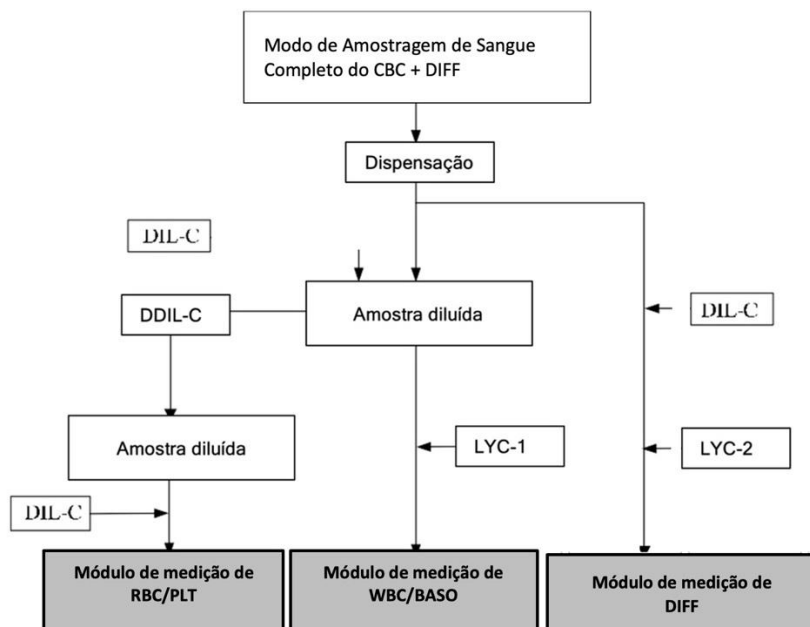 Modo de Amostragem de Sangue
Completo do CBC + DIFF
Dispensação
DIL-C
DDIL-C
Amostra diluída
DIL-C
Amostra diluída
LYC-1
LYC-2
DIL-C
Módulo de medição de
RBC/PLT
Módulo de medição de
WBC/BASO
Módulo de medição de
DIFF